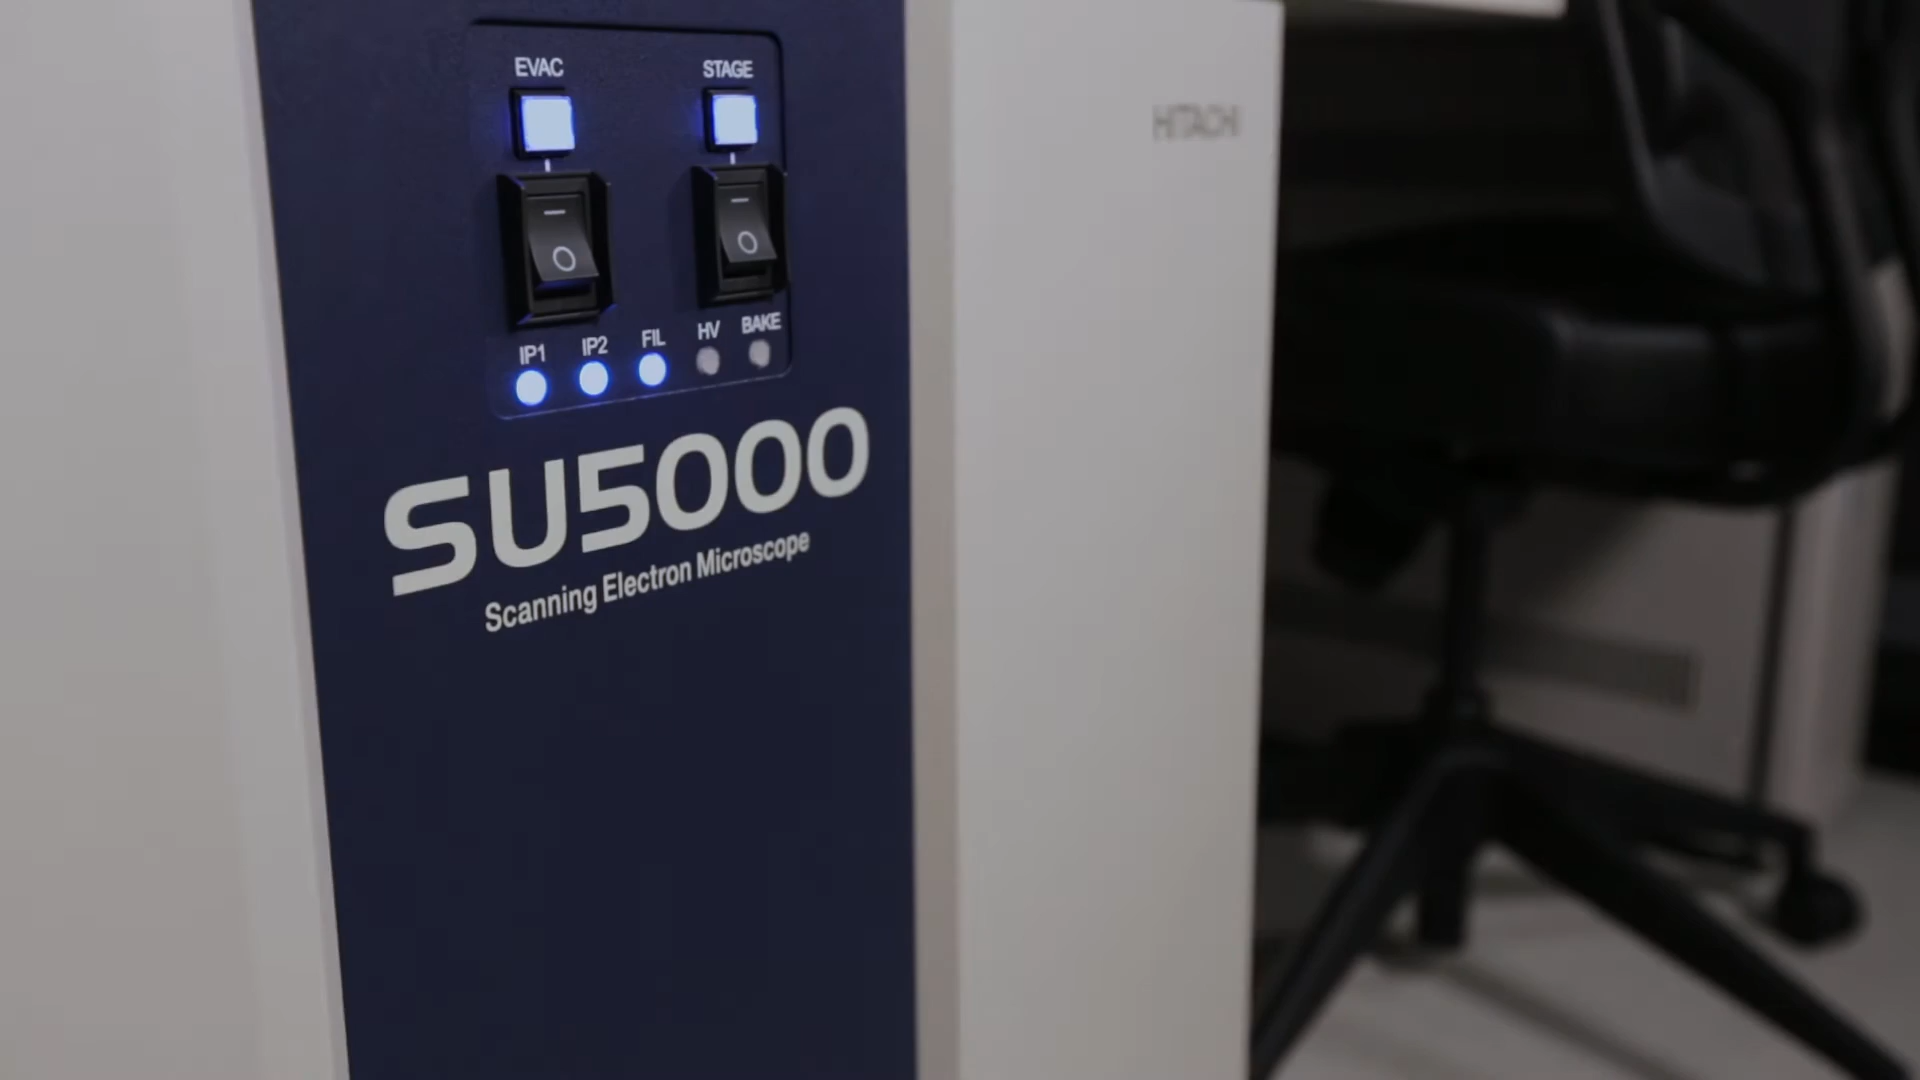 EVAC STAGE
HITACHI
IP1 IP2 FIL HV BAKE
SU5000
Scanning Electron Microscope